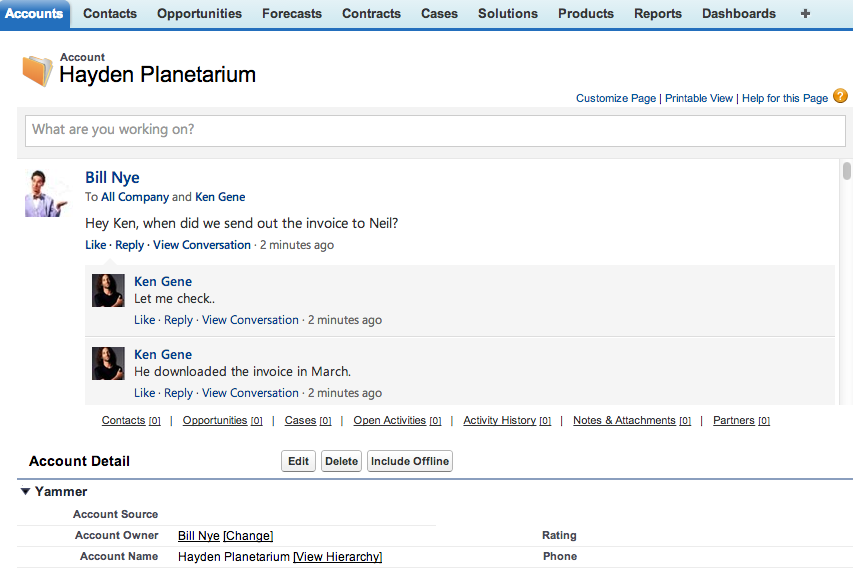 Accounts Contacts Opportunities Forecasts Contracts Cases Solutions Products Reports Dashboards +
Account
Hayden Planetarium
Customize Page | Printable View | Help for this Page ?
What are you working on?
Bill Nye
To All Company and Ken Gene
Hey Ken, when did we send out the invoice to Neil?
Like · Reply · View Conversation · 2 minutes ago
Ken Gene
Let me check..
Like · Reply · View Conversation · 2 minutes ago
Ken Gene
He downloaded the invoice in March.
Like · Reply · View Conversation · 2 minutes ago
Contacts [0] | Opportunities [0] | Cases [0] | Open Activities [0] | Activity History [0] | Notes & Attachments [0] | Partners [0]
Account Detail Edit Delete Include Offline
Yammer
Account Source
Account Owner Bill Nye [Change] Rating
Account Name Hayden Planetarium [View Hierarchy] Phone